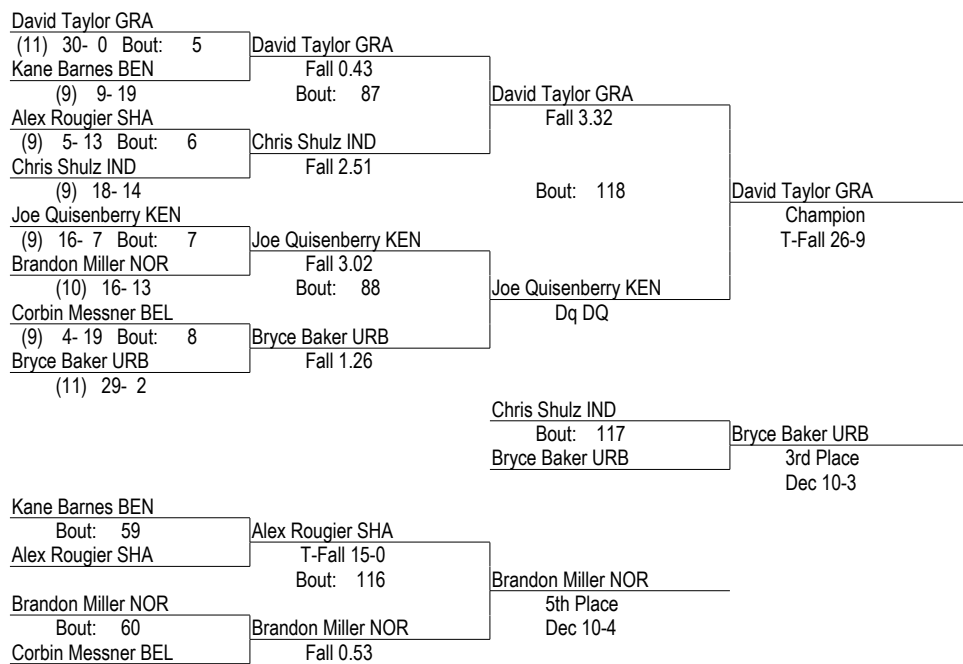 David Taylor GRA
(11) 30- 0 Bout: 5
David Taylor GRA
Kane Barnes BEN
Fall 0.43
(9) 9- 19
Bout: 87
David Taylor GRA
Alex Rougier SHA
Fall 3.32
(9) 5- 13 Bout: 6
Chris Shulz IND
Chris Shulz IND
Fall 2.51
(9) 18- 14
Bout: 118
David Taylor GRA
Joe Quisenberry KEN
Champion
(9) 16- 7 Bout: 7
Joe Quisenberry KEN
T-Fall 26-9
Brandon Miller NOR
Fall 3.02
(10) 16- 13
Bout: 88
Joe Quisenberry KEN
Corbin Messner BEL
Dq DQ
(9) 4- 19 Bout: 8
Bryce Baker URB
Bryce Baker URB
Fall 1.26
(11) 29- 2
Chris Shulz IND
Bout: 117
Bryce Baker URB
Bryce Baker URB
3rd Place
Dec 10-3
Kane Barnes BEN
Bout: 59
Alex Rougier SHA
Alex Rougier SHA
T-Fall 15-0
Bout: 116
Brandon Miller NOR
Brandon Miller NOR
5th Place
Bout: 60
Brandon Miller NOR
Dec 10-4
Corbin Messner BEL
Fall 0.53